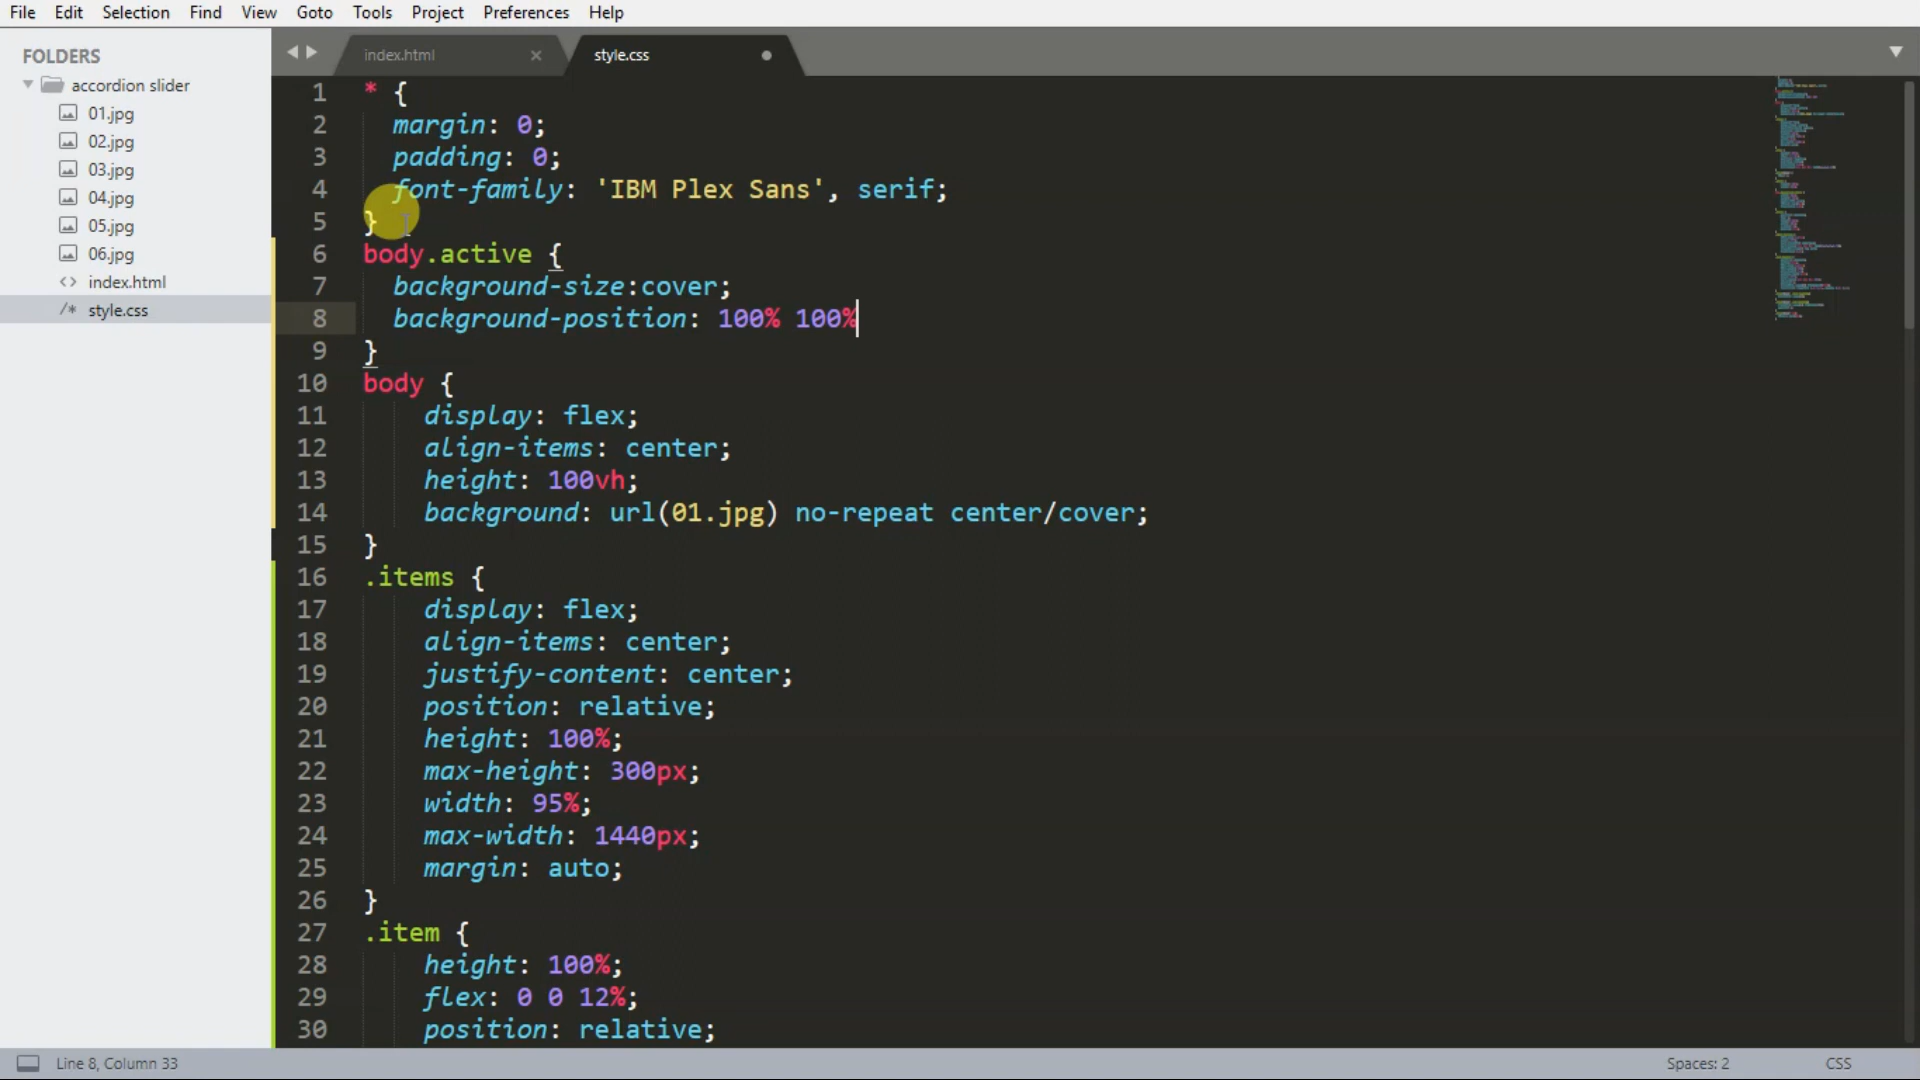 File Edit Selection Find View Goto Tools Project Preferences Help
FOLDERS
accordion slider
01.jpg
02.jpg
03.jpg
04.jpg
05.jpg
06.jpg
index.html
style.css
index.html
style.css
1 * {
2 margin: 0;
3 padding: 0;
4 font-family: 'IBM Plex Sans', serif;
5 }
6 body.active {
7 background-size:cover;
8 background-position: 100% 100%
9 }
10 body {
11 display: flex;
12 align-items: center;
13 height: 100vh;
14 background: url(01.jpg) no-repeat center/cover;
15 }
16 .items {
17 display: flex;
18 align-items: center;
19 justify-content: center;
20 position: relative;
21 height: 100%;
22 max-height: 300px;
23 width: 95%;
24 max-width: 1440px;
25 margin: auto;
26 }
27 .item {
28 height: 100%;
29 flex: 0 0 12%;
30 position: relative;
Line 8, Column 33
Spaces: 2
CSS